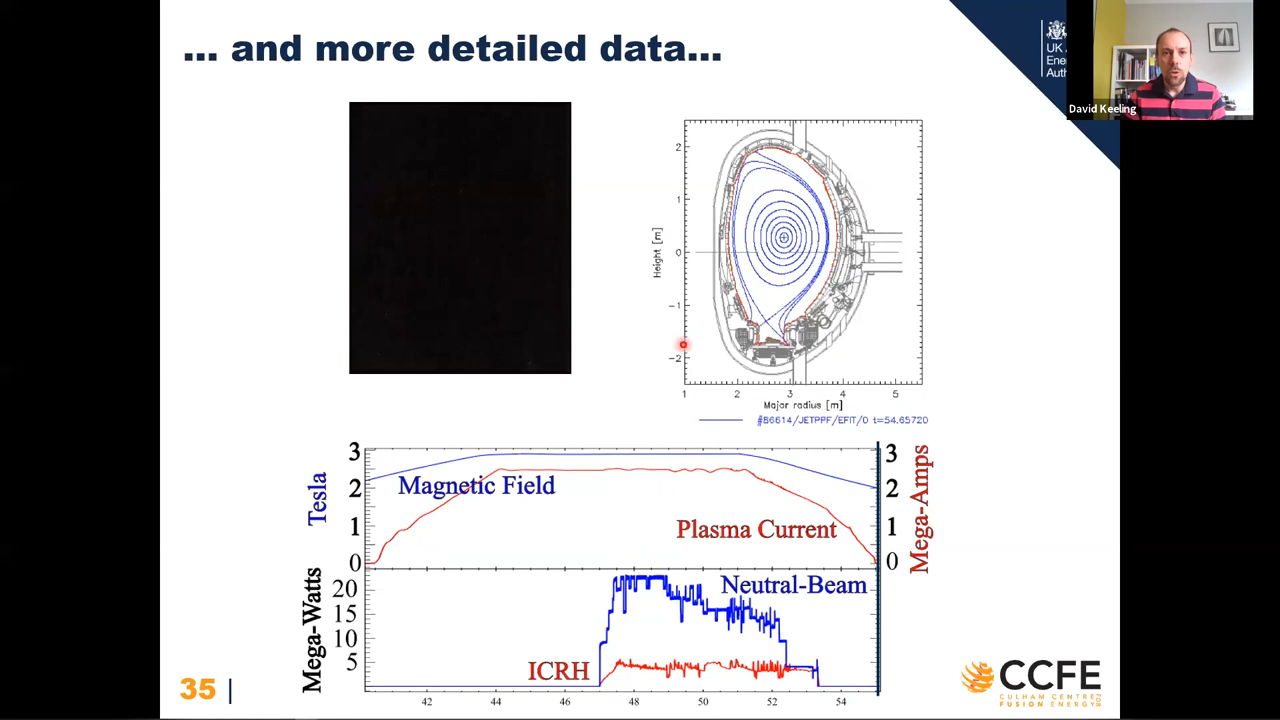 ... and more detailed data...
UK A
Ener
Auth
David Keeling
2
1
0
-1
-2
Height [m]
1 2 3 4 5
Major radius [m]
#86614/JETPPF/EFIT/0 t=54.65720
3
2
1
0
Tesla
Magnetic Field
Plasma Current
3
2
1
0
Mega-Amps
20
15
10
5
Mega-Watts
Neutral-Beam
ICRH
42 44 46 48 50 52 54
35
CCFE
CULHAM CENTRE
FOR
FUSION ENERGY